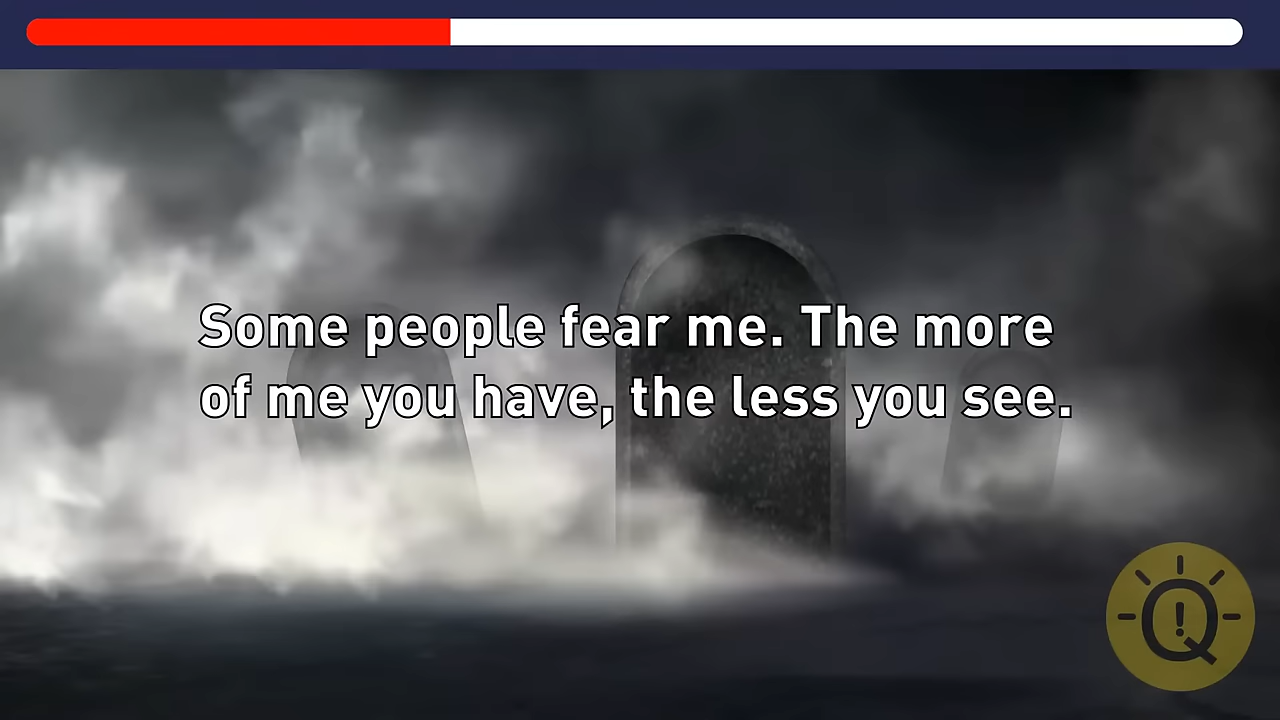 Some people fear me. The more
of me you have, the less you see.
Q!